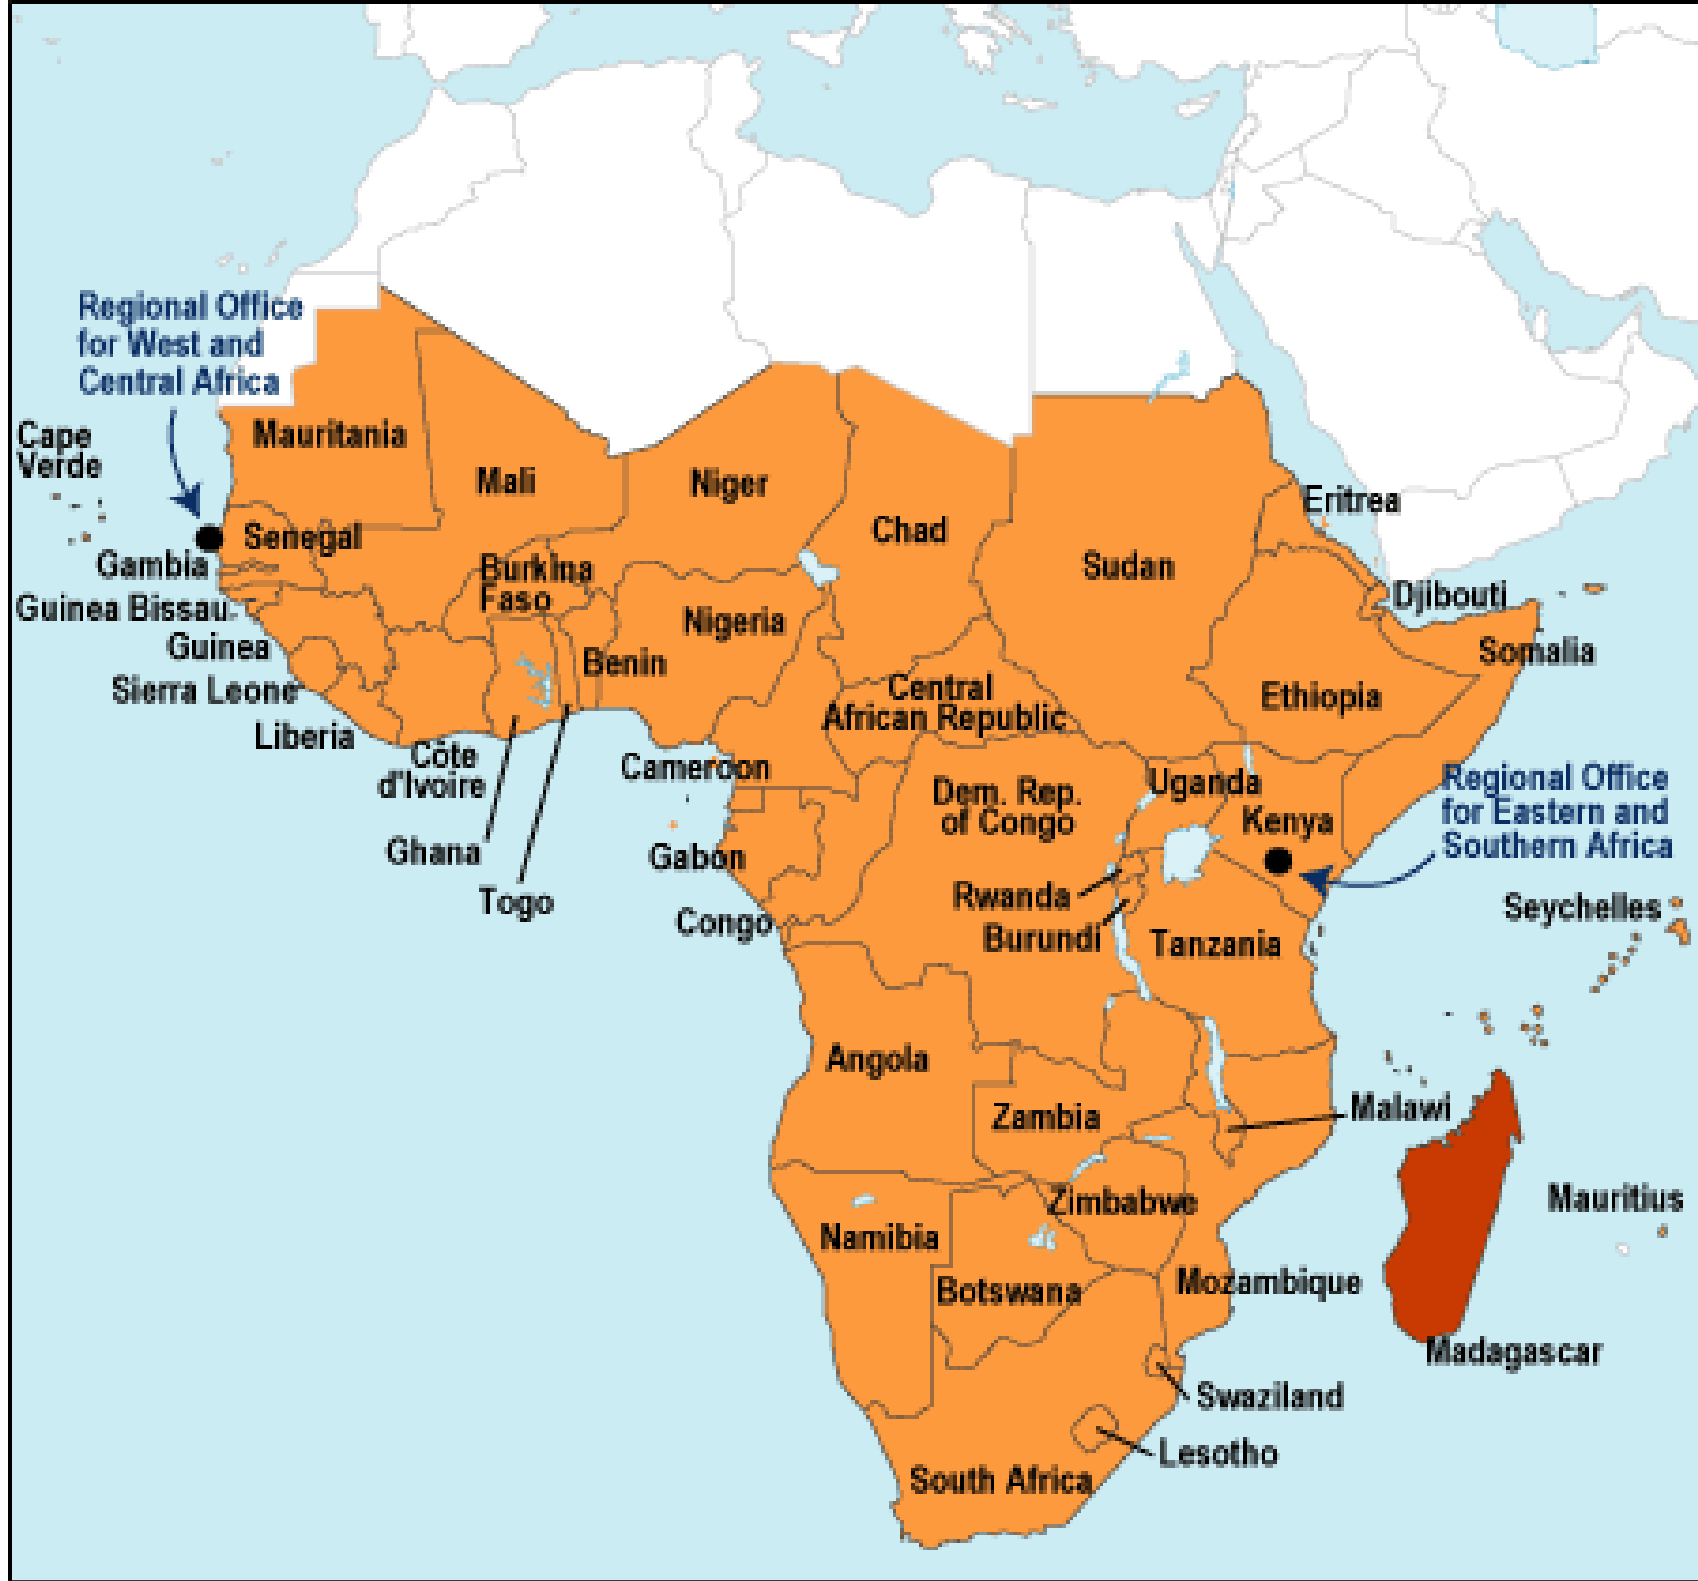 Regional Office
for West and
Central Africa
Cape
Verde
Mauritania
Mali
Niger
Chad
Sudan
Eritrea
Senegal
Gambia
Burkina
Faso
Djibouti
Guinea Bissau
Nigeria
Guinea
Benin
Somalia
Sierra Leone
Central
African Republic
Ethiopia
Liberia
Côte
d'Ivoire
Cameroon
Uganda
Regional Office
for Eastern and
Southern Africa
Dem. Rep.
of Congo
Kenya
Ghana
Gabon
Togo
Rwanda
Seychelles
Congo
Burundi
Tanzania
Angola
Zambia
Malawi
Zimbabwe
Mauritius
Namibia
Botswana
Mozambique
Madagascar
Swaziland
Lesotho
South Africa